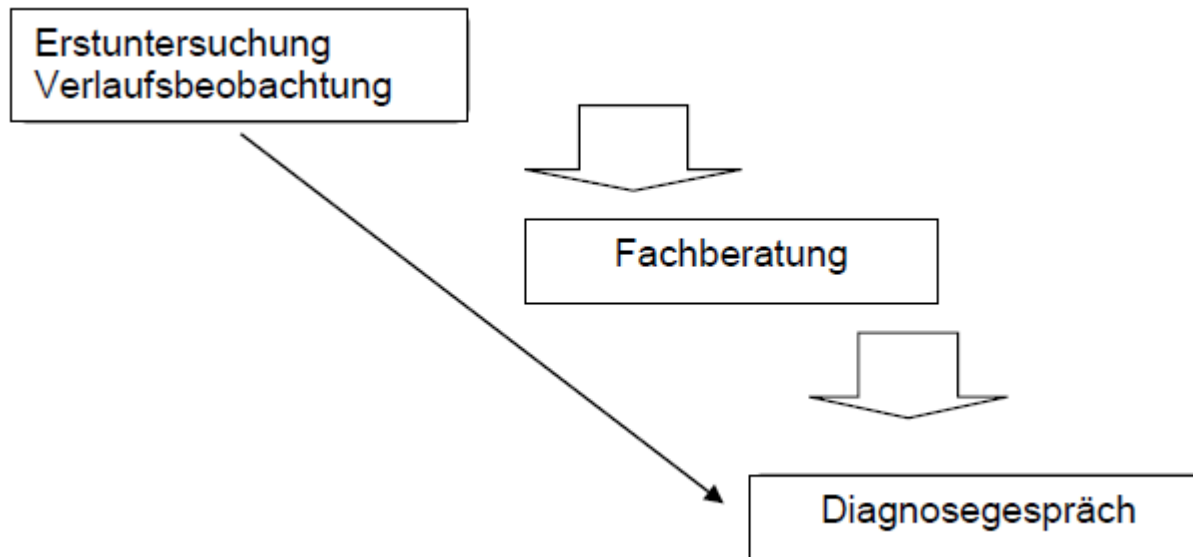 Erstuntersuchung
Verlaufsbeobachtung
Fachberatung
Diagnosegespräch